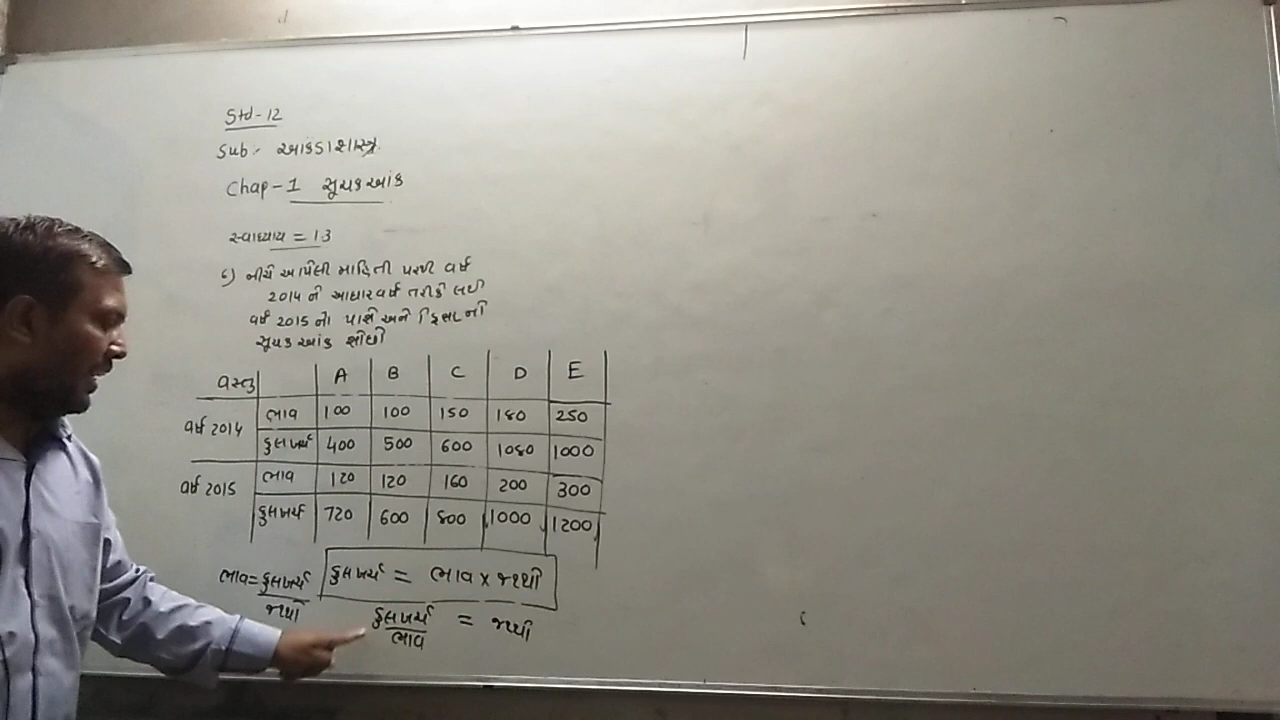 Std-12
Sub:- આંકડાશાસ્ત્ર
Chap-1 સૂચક આંક
સ્વાધ્યાય = 13
૬) નીચે આપેલી માહિતી પરથી વર્ષ
2014 ને આધારવર્ષ તરીકે લઈ
વર્ષ 2015 નો પાશે અને ફિશરનો
સૂચક આંક શોધો
વસ્તુ A B C D E
વર્ષ 2014 ભાવ 100 100 150 180 250
કુલખર્ચ 400 500 600 1080 1000
વર્ષ 2015 ભાવ 120 120 160 200 300
કુલખર્ચ 720 600 800 1000 1200
કુલખર્ચ = ભાવ x જથ્થો
ભાવ = કુલખર્ચ / જથ્થો
કુલખર્ચ / ભાવ = જથ્થો